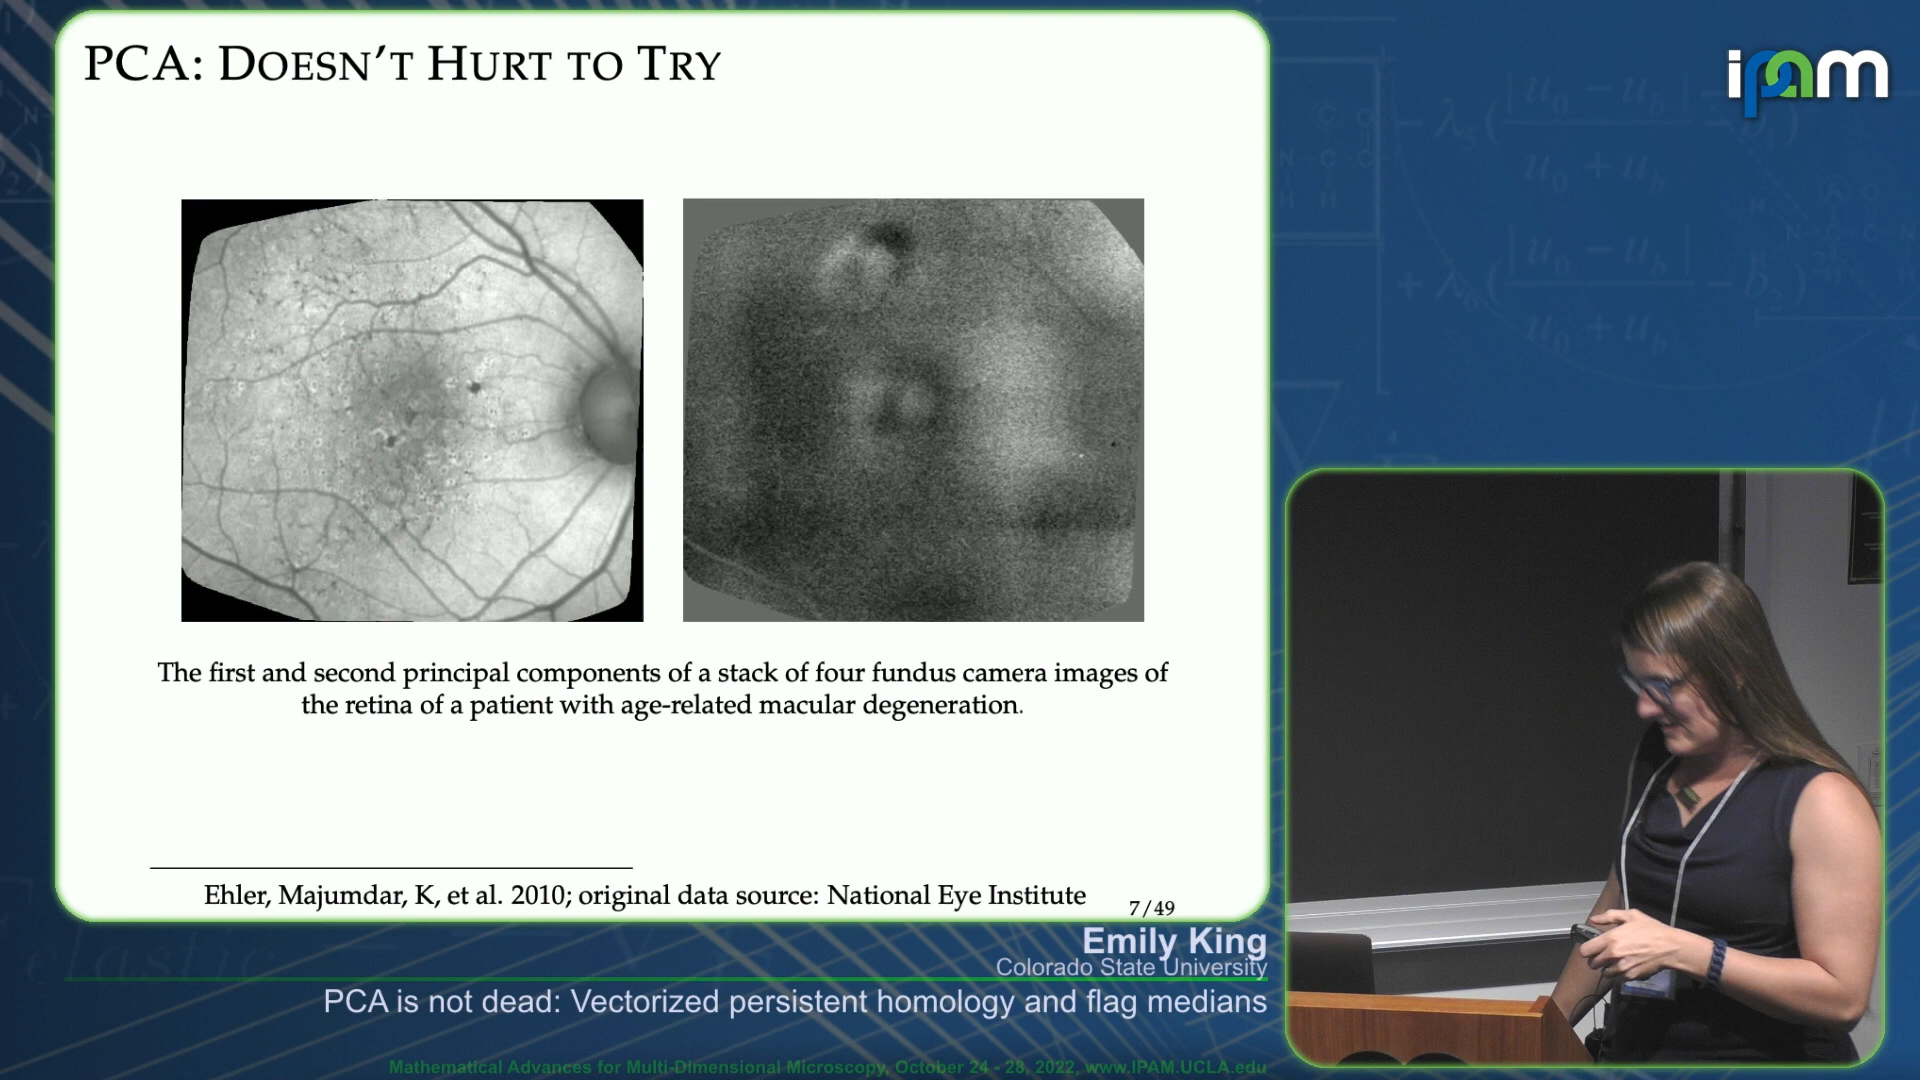 PCA: DOESN'T HURT TO TRY
ipam
The first and second principal components of a stack of four fundus camera images of
the retina of a patient with age-related macular degeneration.
Ehler, Majumdar, K, et al. 2010; original data source: National Eye Institute
7/49
Emily King
Colorado State University
PCA is not dead: Vectorized persistent homology and flag medians
Mathematical Advances for Multi-Dimensional Microscopy, October 24 - 28, 2022, www.IPAM.UCLA.edu